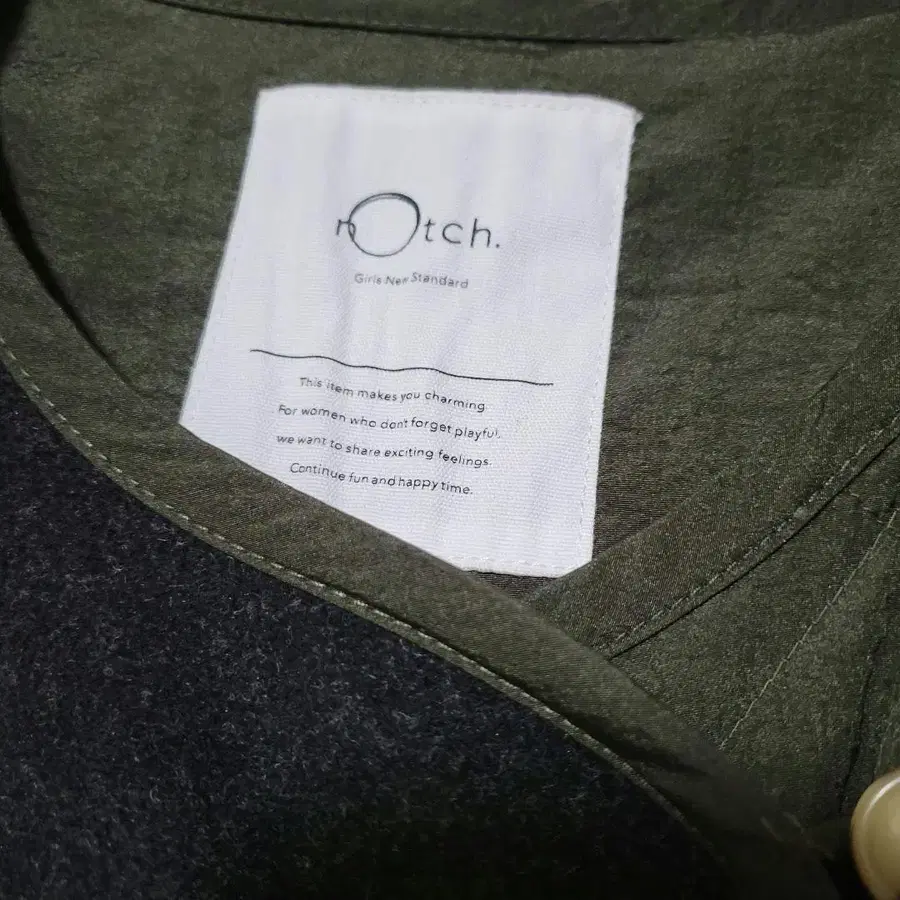 nOtch.
Girls New Standard
This item makes you charming.
For women who don't forget playful.
we want to share exciting feelings.
Continue fun and happy time.